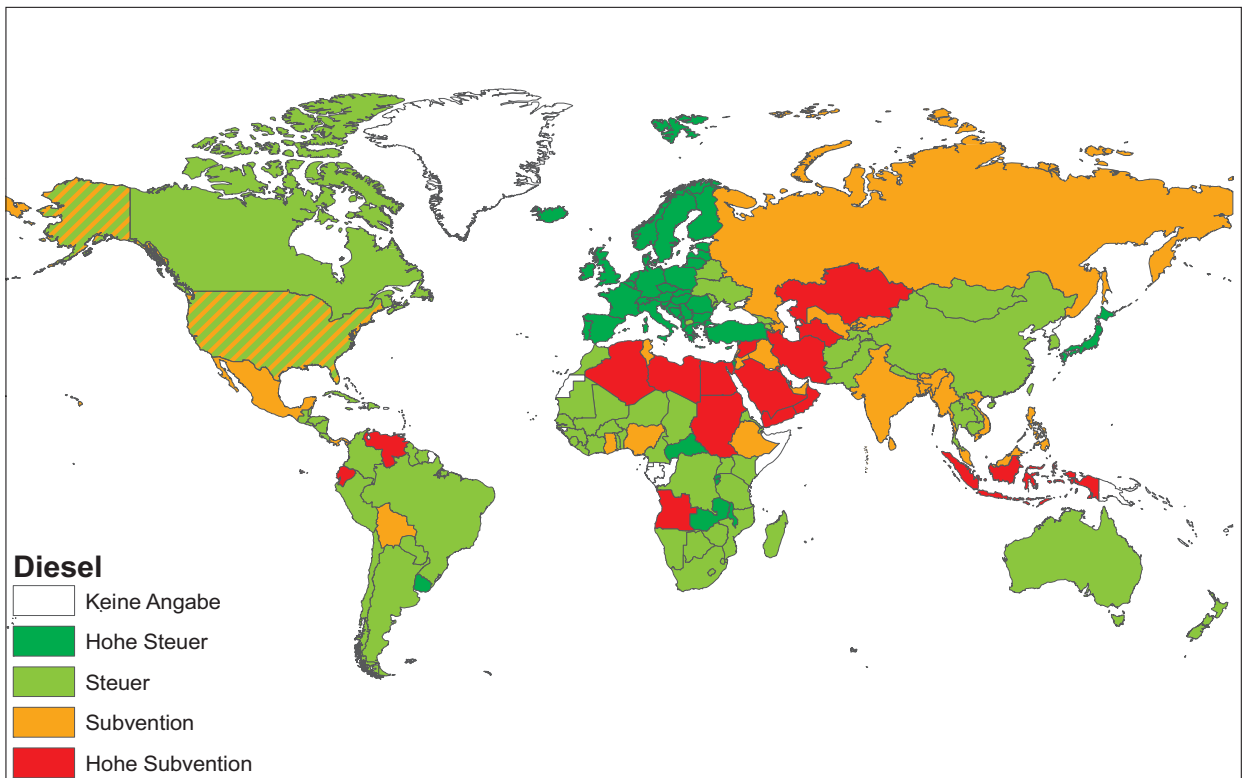 Diesel
Keine Angabe
Hohe Steuer
Steuer
Subvention
Hohe Subvention